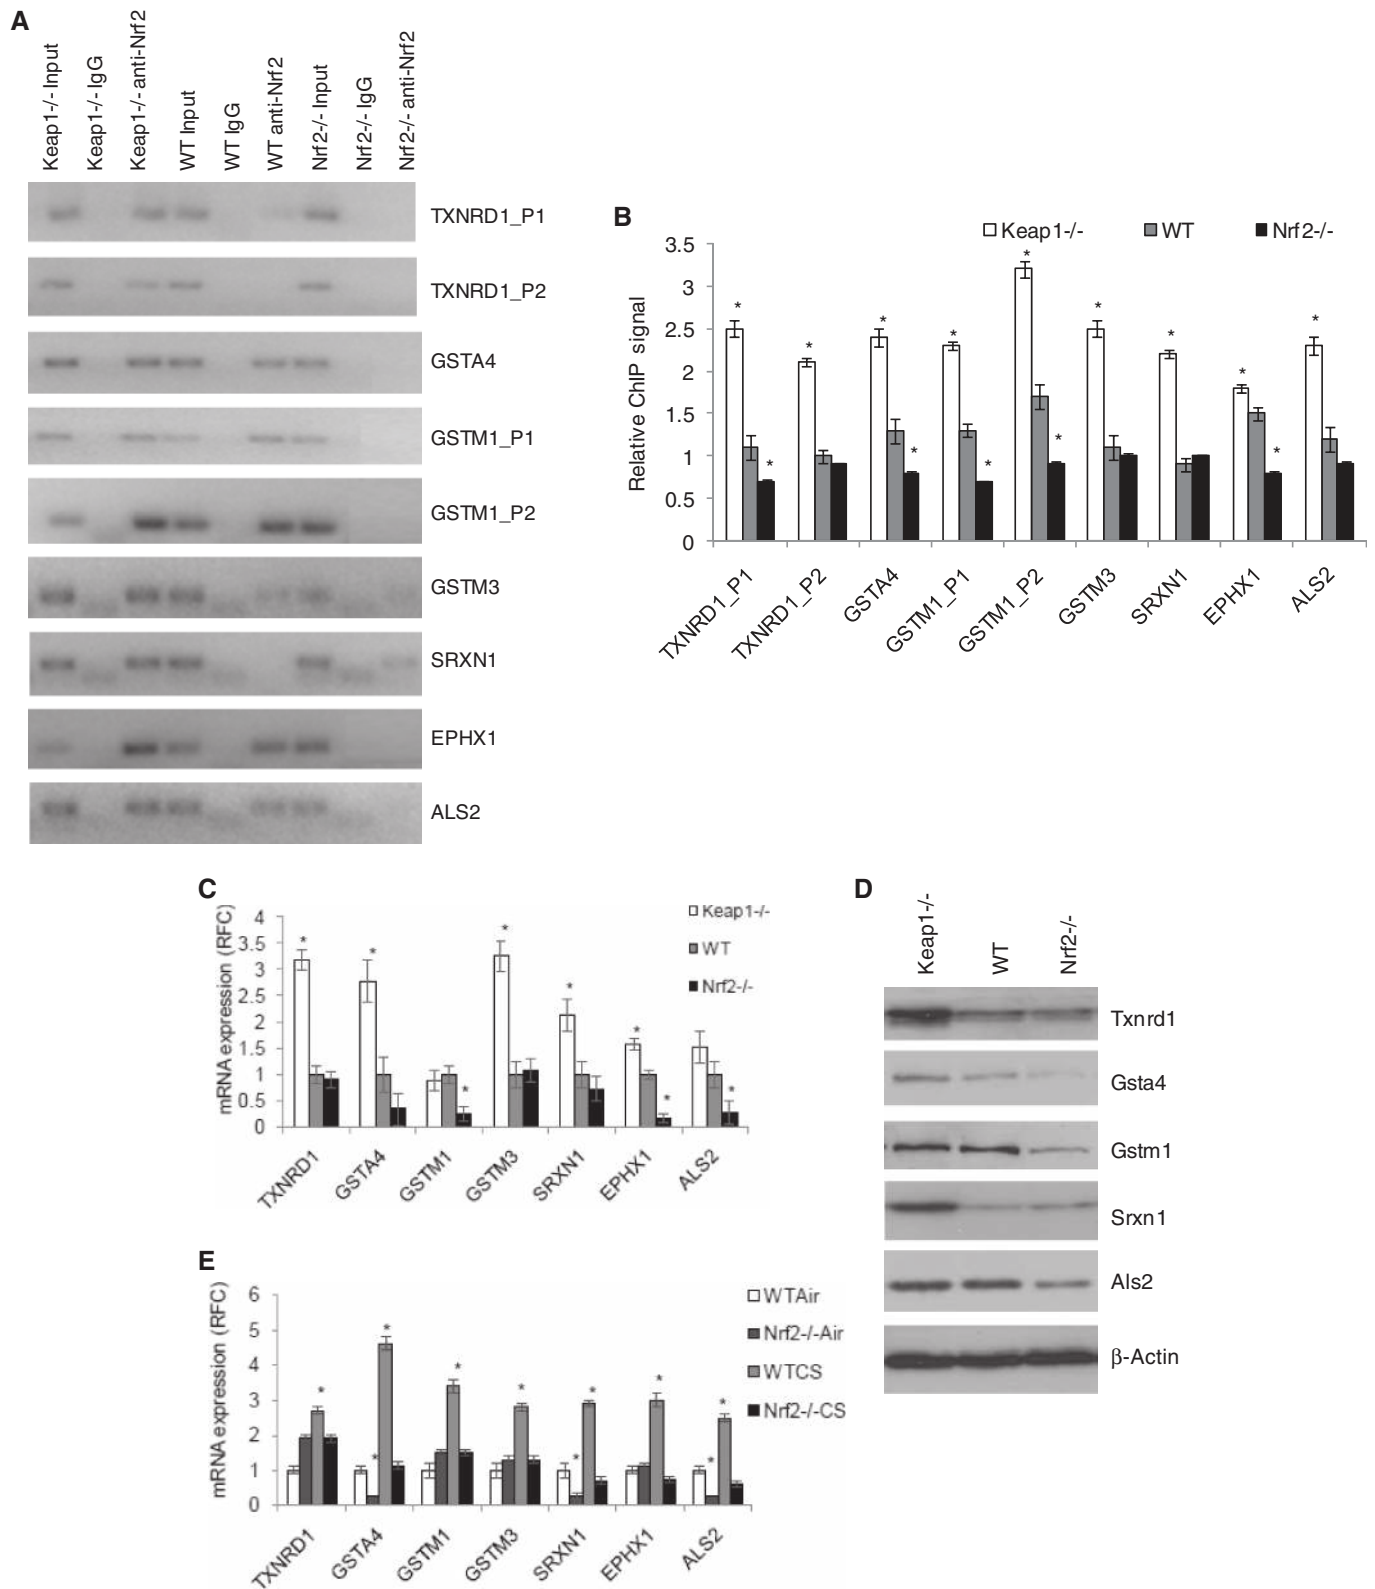 A
Keap1-/- Input
Keap1-/- IgG
Keap1-/- anti-Nrf2
WT Input
WT IgG
WT anti-Nrf2
Nrf2-/- Input
Nrf2-/- IgG
Nrf2-/- anti-Nrf2
TXNRD1_P1
TXNRD1_P2
GSTA4
GSTM1_P1
GSTM1_P2
GSTM3
SRXN1
EPHX1
ALS2
B
Keap1-/-
WT
Nrf2-/-
Relative ChIP signal
3.5
3
2.5
2
1.5
1
0.5
0
* * * * * * * * * * * * * *
TXNRD1_P1
TXNRD1_P2
GSTA4
GSTM1_P1
GSTM1_P2
GSTM3
SRXN1
EPHX1
ALS2
C
Keap1-/-
WT
Nrf2-/-
mRNA expression (RFC)
4
3.5
3
2.5
2
1.5
1
0.5
0
* * * * * * * *
TXNRD1
GSTA4
GSTM1
GSTM3
SRXN1
EPHX1
ALS2
D
Keap1-/-
WT
Nrf2-/-
Txnrd1
Gsta4
Gstm1
Srxn1
Als2
β-Actin
E
WTAir
Nrf2-/-Air
WTCS
Nrf2-/-CS
mRNA expression (RFC)
6
5
4
3
2
1
0
* * * * * * * * * *
TXNRD1
GSTA4
GSTM1
GSTM3
SRXN1
EPHX1
ALS2